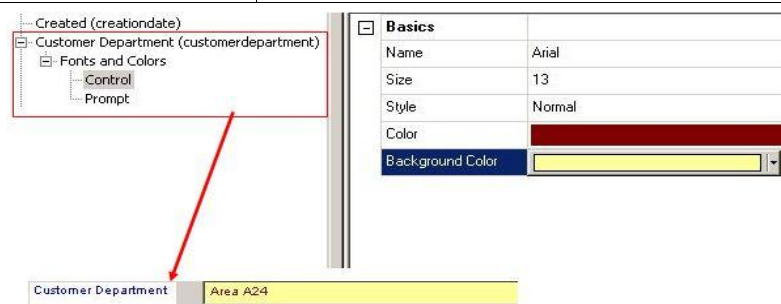 Created (creationdate)
Customer Department (customerdepartment)
Fonts and Colors
Control
Prompt
Basics
Name Arial
Size 13
Style Normal
Color
Background Color
Customer Department Area A24